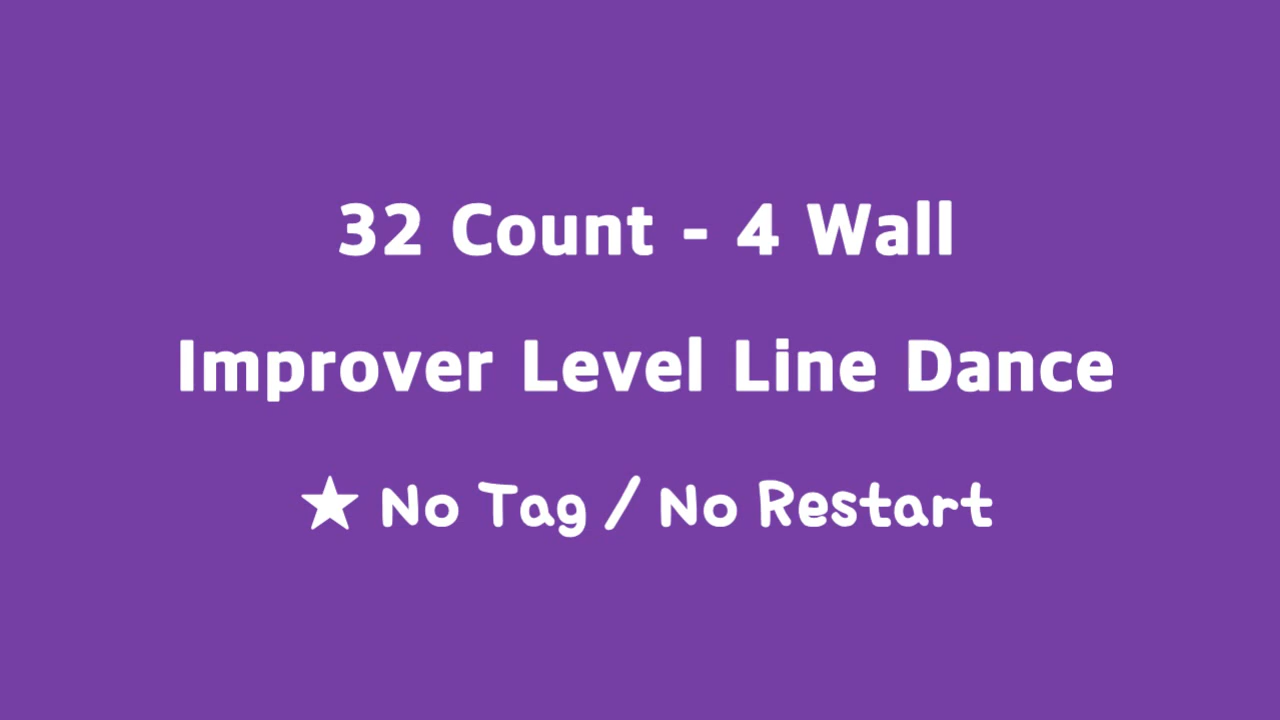 32 Count - 4 Wall
Improver Level Line Dance
★ No Tag / No Restart